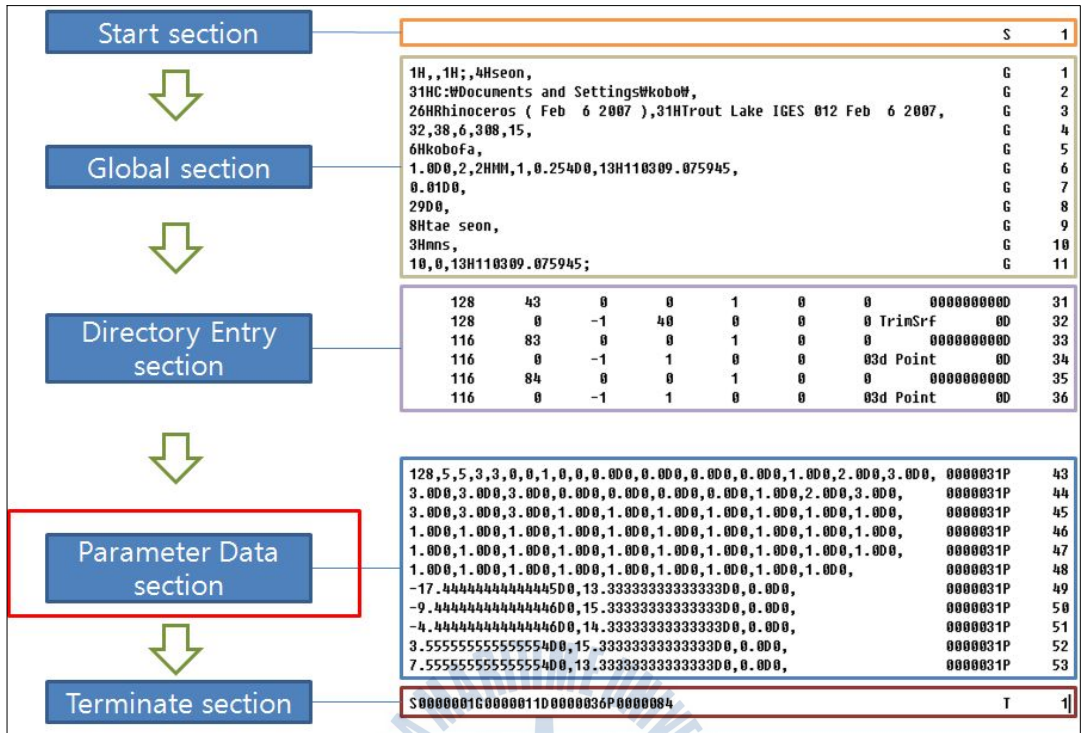 Start section
S 1
Global section
1H,,1H;,4Hseon, G 1
31HC:₩Documents and Settings₩kobo₩, G 2
26HRhinoceros ( Feb 6 2007 ),31HTrout Lake IGES 012 Feb 6 2007, G 3
32,38,6,308,15, G 4
6Hkobofa, G 5
1.0D0,2,2HMM,1,0.254D0,13H110309.075945, G 6
0.01D0, G 7
29D0, G 8
8Htae seon, G 9
3Hmns, G 10
10,0,13H110309.075945; G 11
Directory Entry
section
128 43 0 0 1 0 0 000000000D 31
128 0 -1 40 0 0 0 TrimSrf 0D 32
116 83 0 0 1 0 0 000000000D 33
116 0 -1 1 0 0 03d Point 0D 34
116 84 0 0 1 0 0 000000000D 35
116 0 -1 1 0 0 03d Point 0D 36
Parameter Data
section
128,5,5,3,3,0,0,1,0,0,0.0D0,0.0D0,0.0D0,0.0D0,1.0D0,2.0D0,3.0D0, 0000031P 43
3.0D0,3.0D0,3.0D0,0.0D0,0.0D0,0.0D0,0.0D0,1.0D0,2.0D0,3.0D0, 0000031P 44
3.0D0,3.0D0,3.0D0,1.0D0,1.0D0,1.0D0,1.0D0,1.0D0,1.0D0,1.0D0, 0000031P 45
1.0D0,1.0D0,1.0D0,1.0D0,1.0D0,1.0D0,1.0D0,1.0D0,1.0D0,1.0D0, 0000031P 46
1.0D0,1.0D0,1.0D0,1.0D0,1.0D0,1.0D0,1.0D0,1.0D0,1.0D0,1.0D0, 0000031P 47
1.0D0,1.0D0,1.0D0,1.0D0,1.0D0,1.0D0,1.0D0,1.0D0,1.0D0, 0000031P 48
-17.4444444444445D0,13.33333333333333D0,0.0D0, 0000031P 49
-9.444444444444446D0,15.33333333333333D0,0.0D0, 0000031P 50
-4.444444444444446D0,14.33333333333333D0,0.0D0, 0000031P 51
3.555555555555554D0,15.33333333333333D0,0.0D0, 0000031P 52
7.555555555555554D0,13.33333333333333D0,0.0D0, 0000031P 53
Terminate section
S0000001G0000011D0000036P0000084 T 1